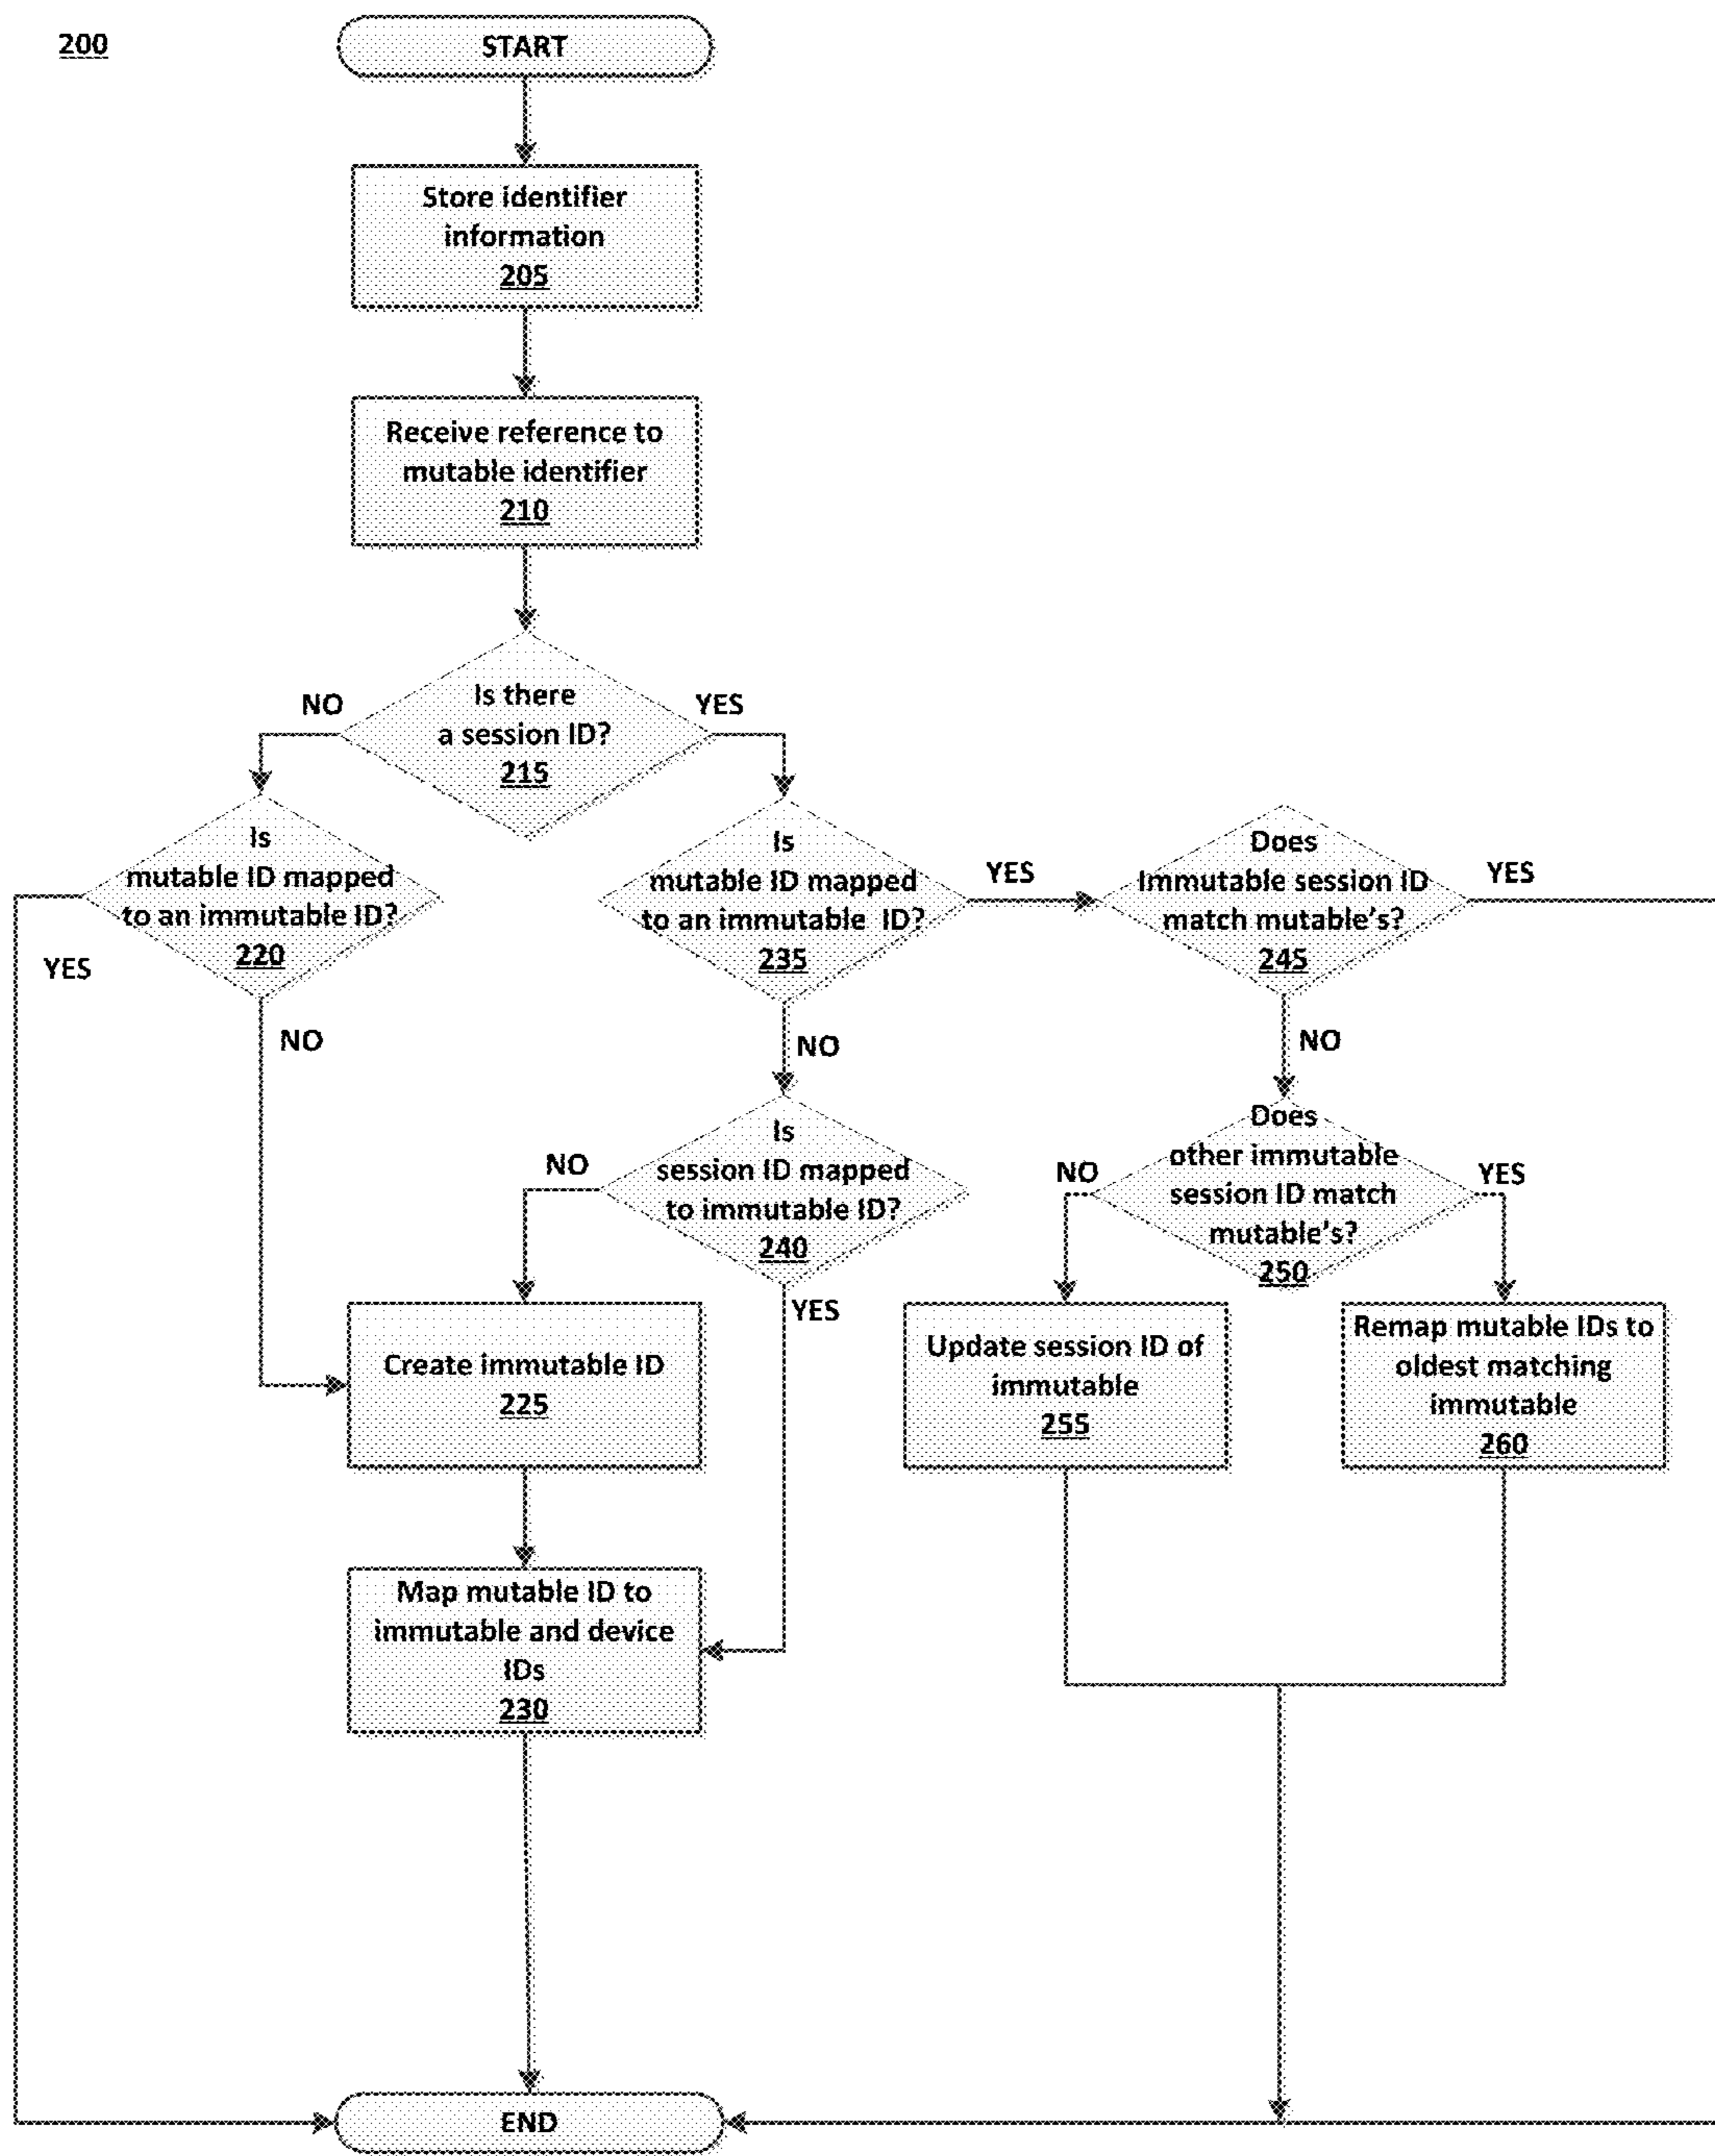 200
START
Store identifier
information
205
Receive reference to
mutable identifier
210
Is there
a session ID?
215
NO
YES
Is
mutable ID mapped
to an immutable ID?
220
YES
NO
Is
mutable ID mapped
to an immutable ID?
235
YES
NO
Does
Immutable session ID
match mutable's?
245
YES
NO
Is
session ID mapped
to immutable ID?
240
NO
YES
Does
other immutable
session ID match
mutable's?
250
NO
YES
Create immutable ID
225
Update session ID of
immutable
255
Remap mutable IDs to
oldest matching
immutable
260
Map mutable ID to
immutable and device
IDs
230
END